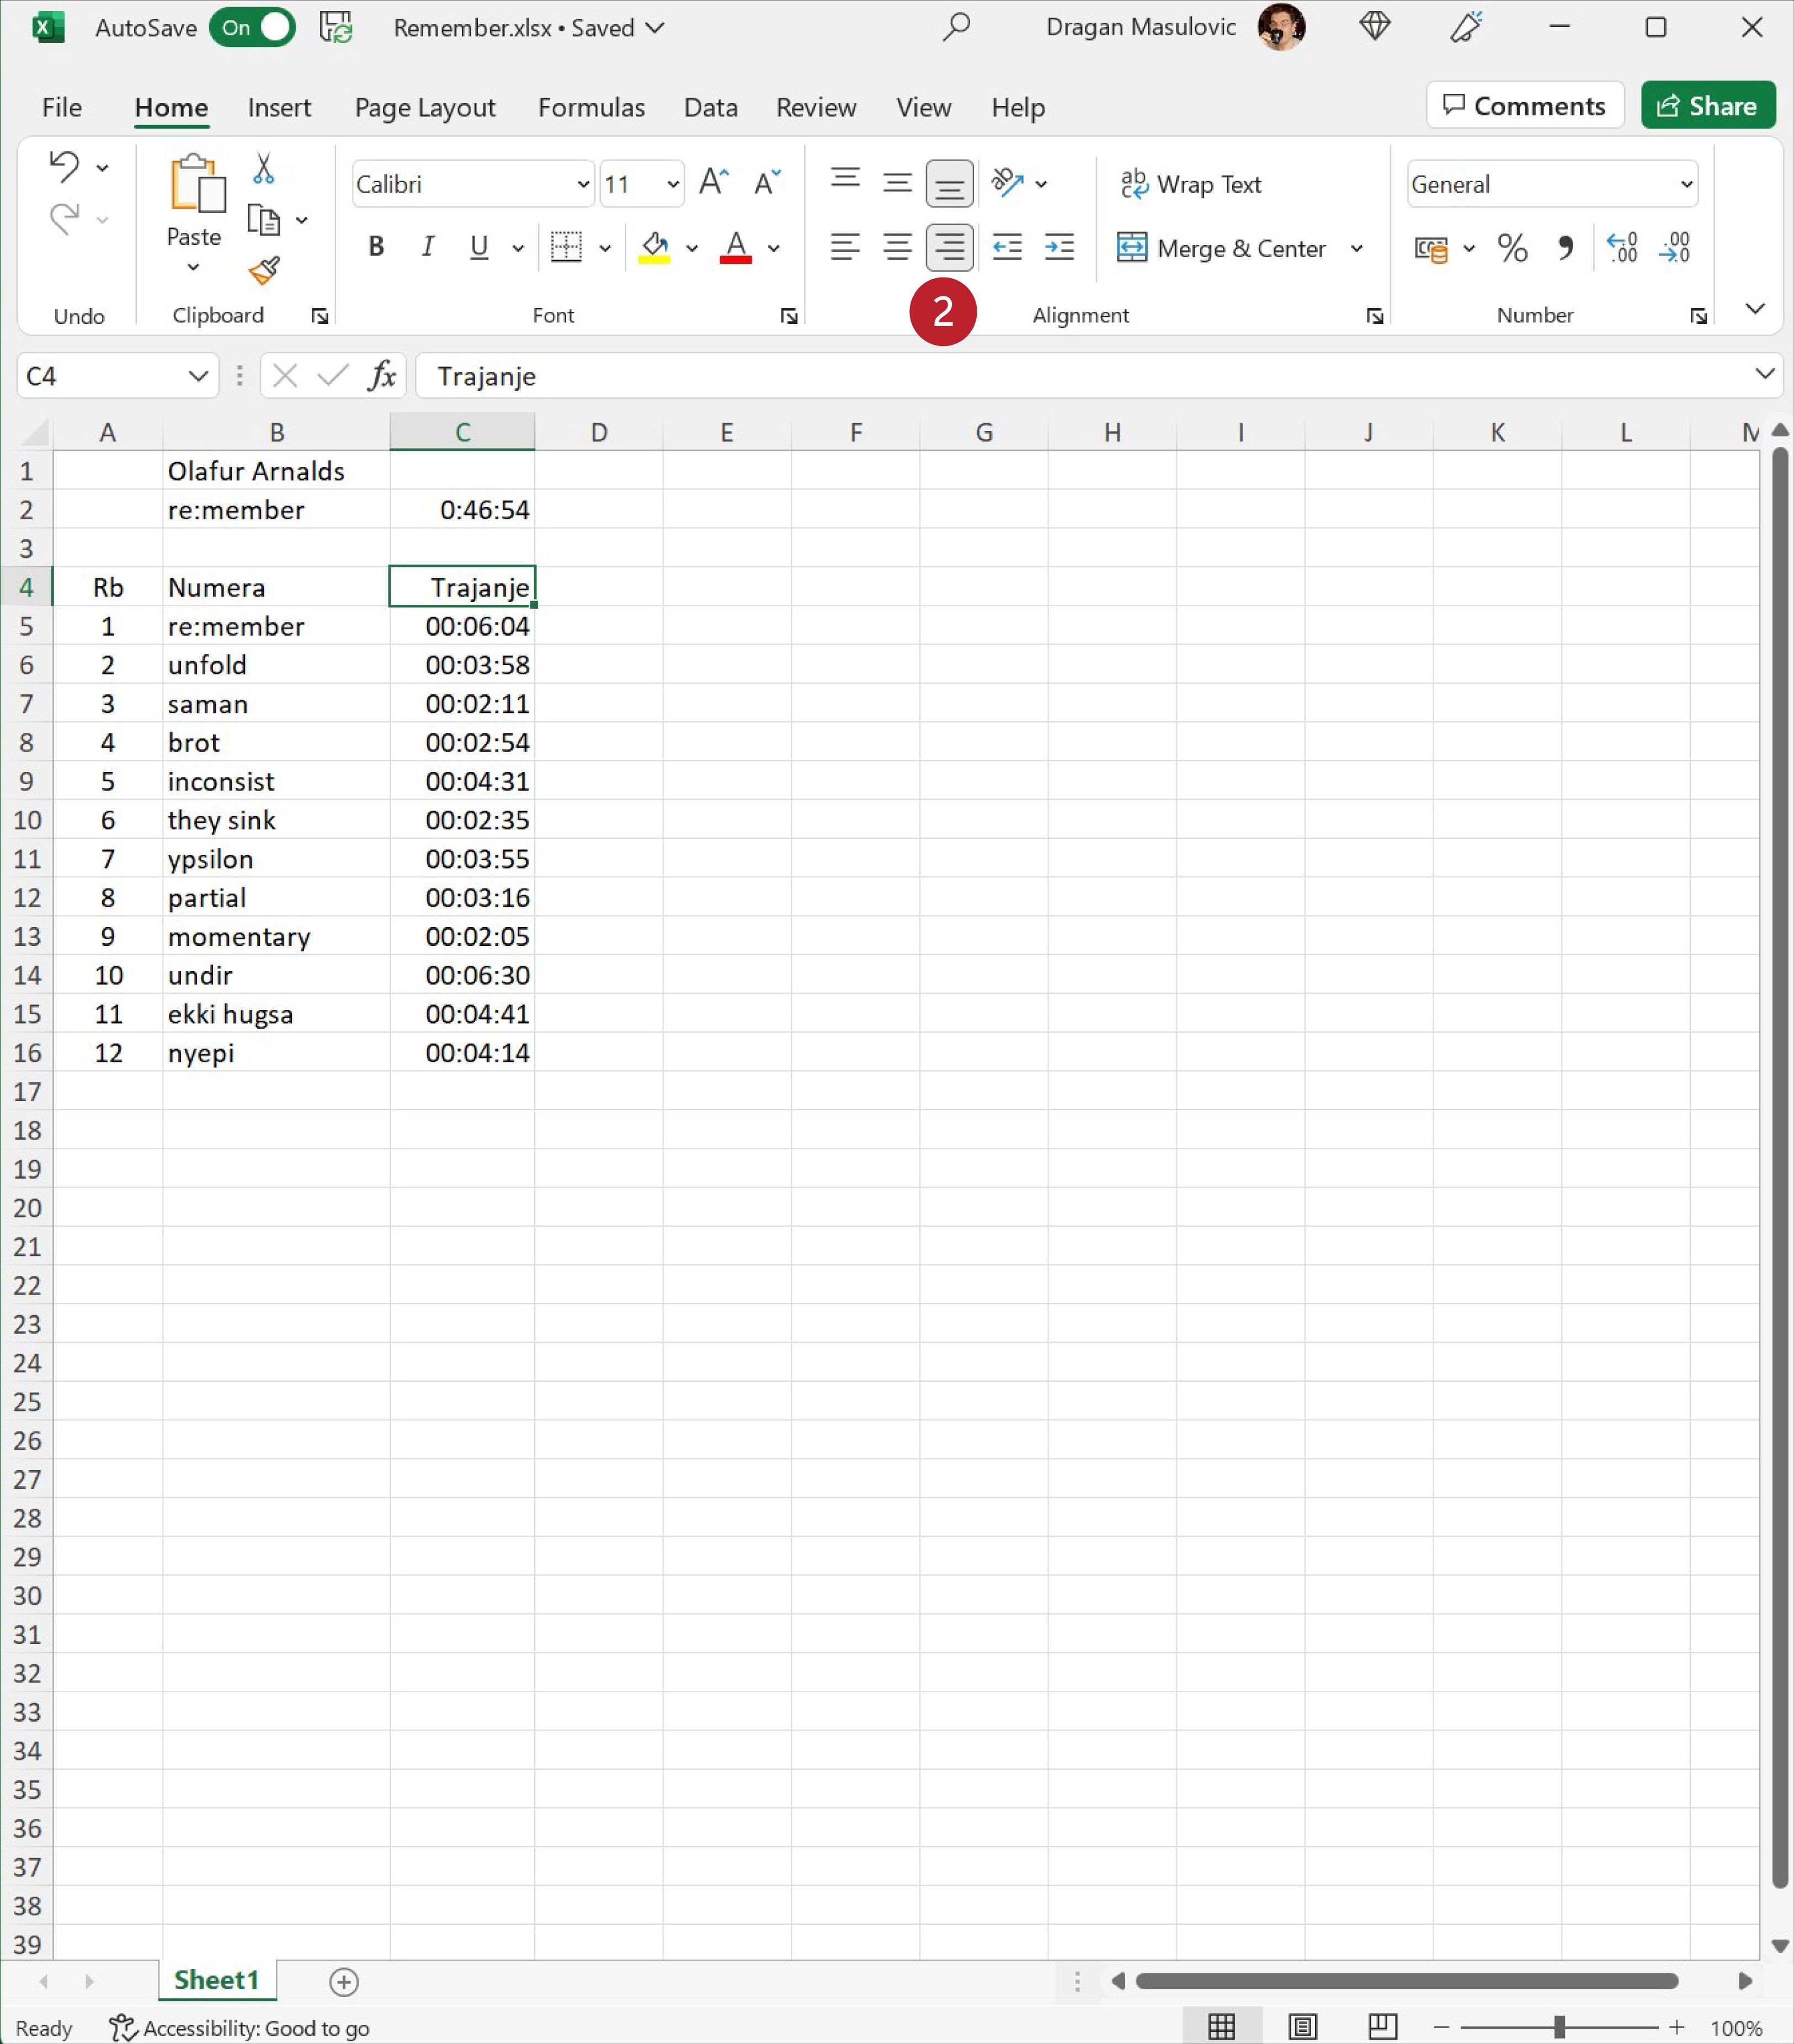 AutoSave On Remember.xlsx • Saved Dragan Masulovic
File Home Insert Page Layout Formulas Data Review View Help Comments Share
Calibri 11 Wrap Text General
Paste B I U A Merge & Center % .00 .00
Undo Clipboard Font 2 Alignment Number
C4 fx Trajanje
A B C D E F G H I J K L M
1 Olafur Arnalds
2 re:member 0:46:54
3
4 Rb Numera Trajanje
5 1 re:member 00:06:04
6 2 unfold 00:03:58
7 3 saman 00:02:11
8 4 brot 00:02:54
9 5 inconsist 00:04:31
10 6 they sink 00:02:35
11 7 ypsilon 00:03:55
12 8 partial 00:03:16
13 9 momentary 00:02:05
14 10 undir 00:06:30
15 11 ekki hugsa 00:04:41
16 12 nyepi 00:04:14
17
18
19
20
21
22
23
24
25
26
27
28
29
30
31
32
33
34
35
36
37
38
39
Sheet1
Ready Accessibility: Good to go 100%